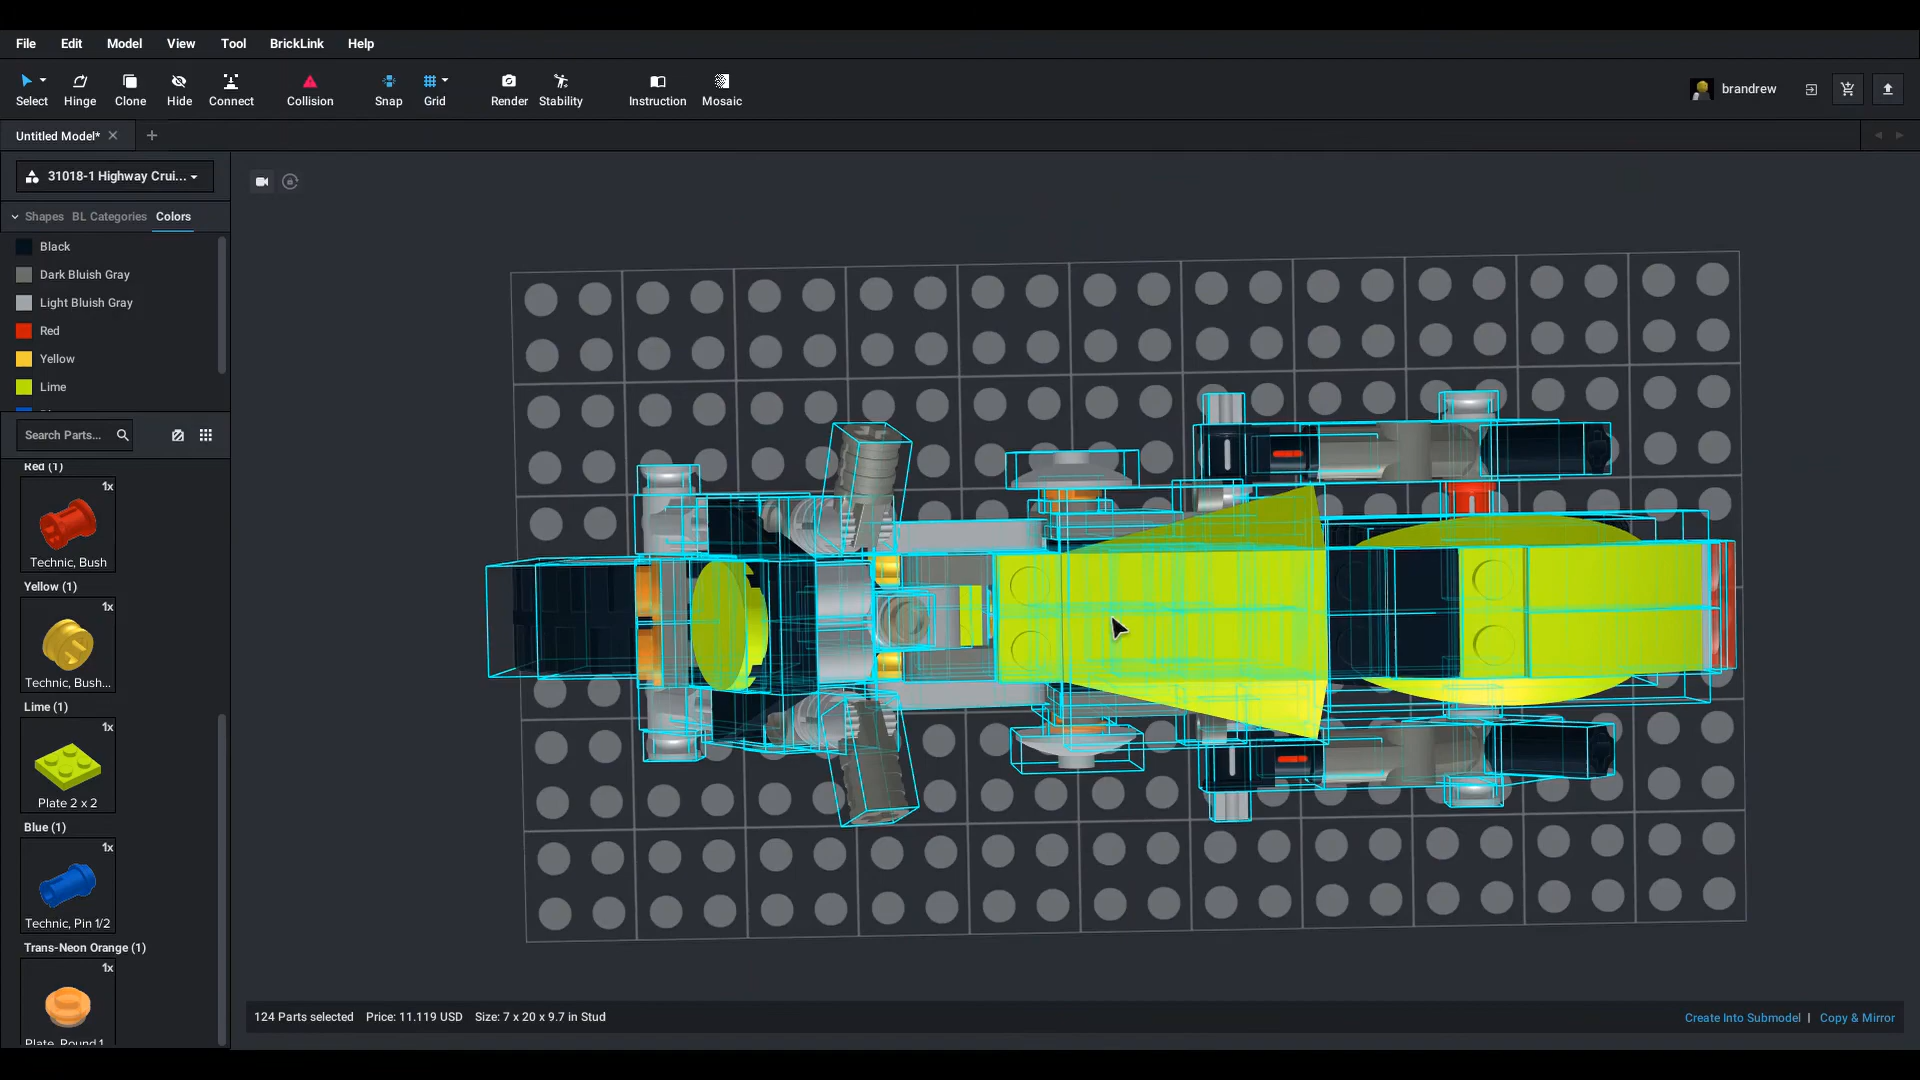 File Edit Model View Tool BrickLink Help
Select Hinge Clone Hide Connect Collision Snap Grid Render Stability Instruction Mosaic
brandrew
Untitled Model*
31018-1 Highway Crui...
Shapes BL Categories Colors
Black
Dark Bluish Gray
Light Bluish Gray
Red
Yellow
Lime
Search Parts...
Red (1)
1x
Technic, Bush
Yellow (1)
1x
Technic, Bush...
Lime (1)
1x
Plate 2 x 2
Blue (1)
1x
Technic, Pin 1/2
Trans-Neon Orange (1)
1x
Plate, Round 1
124 Parts selected Price: 11.119 USD Size: 7 x 20 x 9.7 in Stud
Create Into Submodel | Copy & Mirror